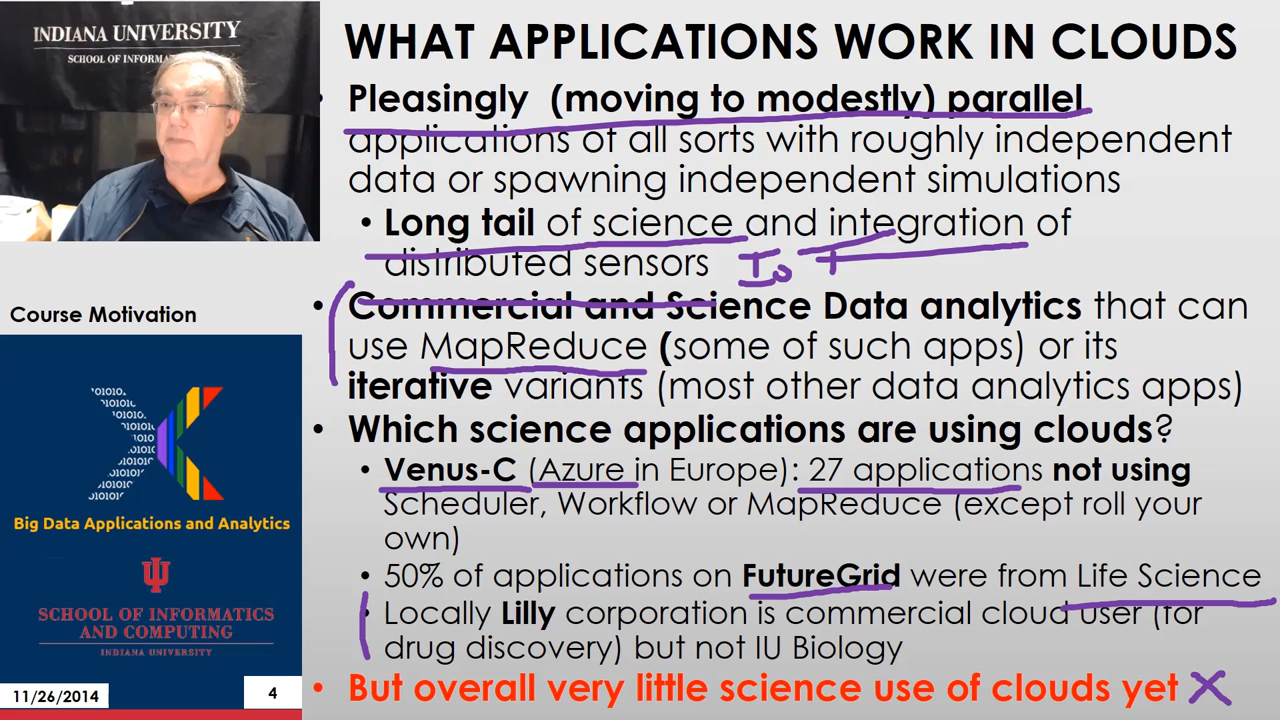 INDIANA UNIVERSITY
SCHOOL OF INFORMA
WHAT APPLICATIONS WORK IN CLOUDS
• Pleasingly (moving to modestly) parallel
applications of all sorts with roughly independent
data or spawning independent simulations
• Long tail of science and integration of
distributed sensors IoT
• Commercial and Science Data analytics that can
use MapReduce (some of such apps) or its
iterative variants (most other data analytics apps)
• Which science applications are using clouds?
• Venus-C (Azure in Europe): 27 applications not using
Scheduler, Workflow or MapReduce (except roll your
own)
• 50% of applications on FutureGrid were from Life Science
• Locally Lilly corporation is commercial cloud user (for
drug discovery) but not IU Biology
• But overall very little science use of clouds yet X
Course Motivation
Big Data Applications and Analytics
SCHOOL OF INFORMATICS
AND COMPUTING
INDIANA UNIVERSITY
11/26/2014
4